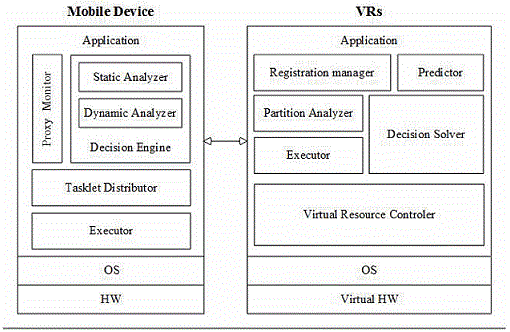 Mobile Device
Application
Proxy Monitor
Static Analyzer
Dynamic Analyzer
Decision Engine
Tasklet Distributor
Executor
OS
HW
VRs
Application
Registration manager
Predictor
Partition Analyzer
Decision Solver
Executor
Virtual Resource Controler
OS
Virtual HW